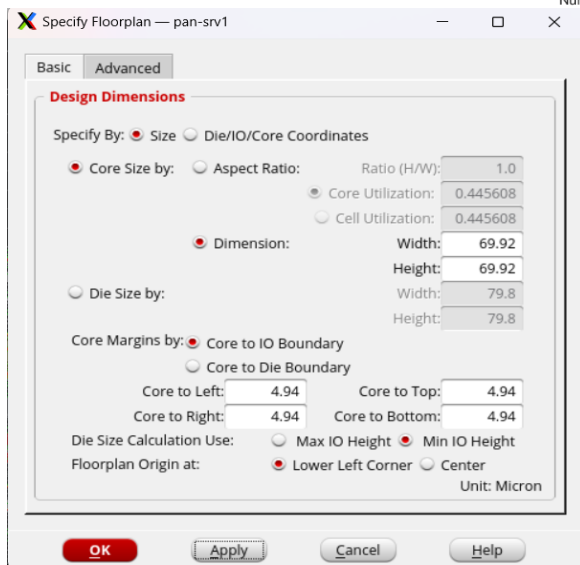 Specify Floorplan — pan-srv1
Basic Advanced
Design Dimensions
Specify By: Size Die/IO/Core Coordinates
Core Size by: Aspect Ratio: Ratio (H/W): 1.0
Core Utilization: 0.445608
Cell Utilization: 0.445608
Dimension: Width: 69.92
Height: 69.92
Die Size by: Width: 79.8
Height: 79.8
Core Margins by: Core to IO Boundary
Core to Die Boundary
Core to Left: 4.94 Core to Top: 4.94
Core to Right: 4.94 Core to Bottom: 4.94
Die Size Calculation Use: Max IO Height Min IO Height
Floorplan Origin at: Lower Left Corner Center
Unit: Micron
OK Apply Cancel Help